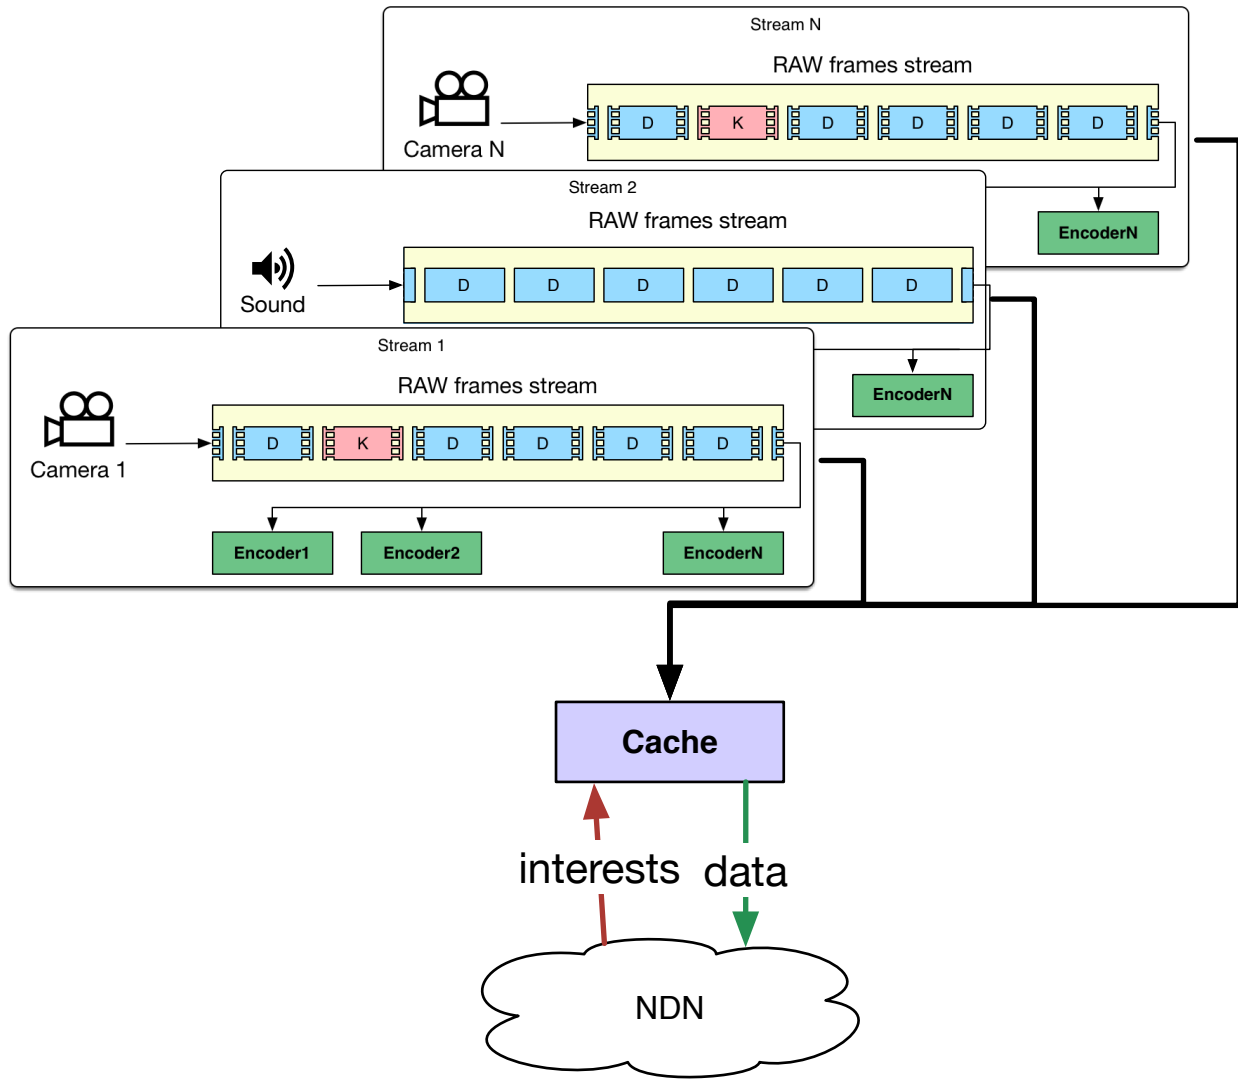 Stream N
RAW frames stream
D K D D D D
Camera N
EncoderN
Stream 2
RAW frames stream
D D D D D D
Sound
EncoderN
Stream 1
RAW frames stream
D K D D D D
Camera 1
Encoder1 Encoder2 EncoderN
Cache
interests data
NDN